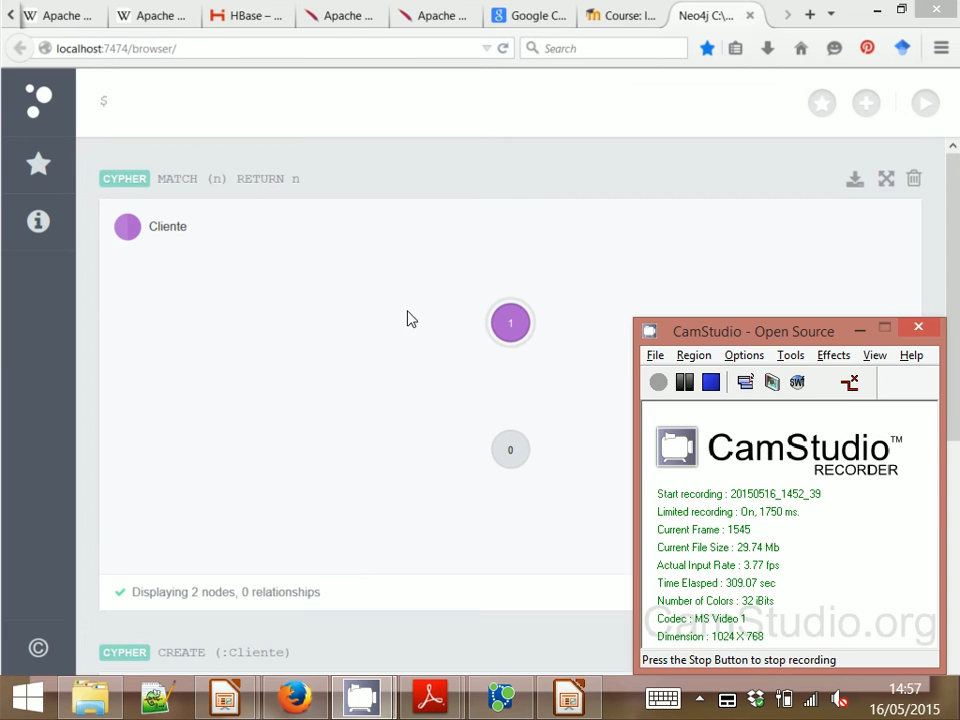 Apache ...
Apache ...
HBase – ...
Apache ...
Apache ...
Google C...
Course: I...
Neo4j C:\...
localhost:7474/browser/
Search
$
CYPHER MATCH (n) RETURN n
Cliente
1
0
Displaying 2 nodes, 0 relationships
CYPHER CREATE (:Cliente)
CamStudio - Open Source
File Region Options Tools Effects View Help
CamStudio™
RECORDER
Start recording : 20150516_1452_39
Limited recording : On, 1750 ms.
Current Frame : 1545
Current File Size : 29.74 Mb
Actual Input Rate : 3.77 fps
Time Elasped : 309.07 sec
Number of Colors : 32 iBits
Codec : MS Video 1
Dimension : 1024 X 768
CamStudio.org
Press the Stop Button to stop recording
14:57
16/05/2015